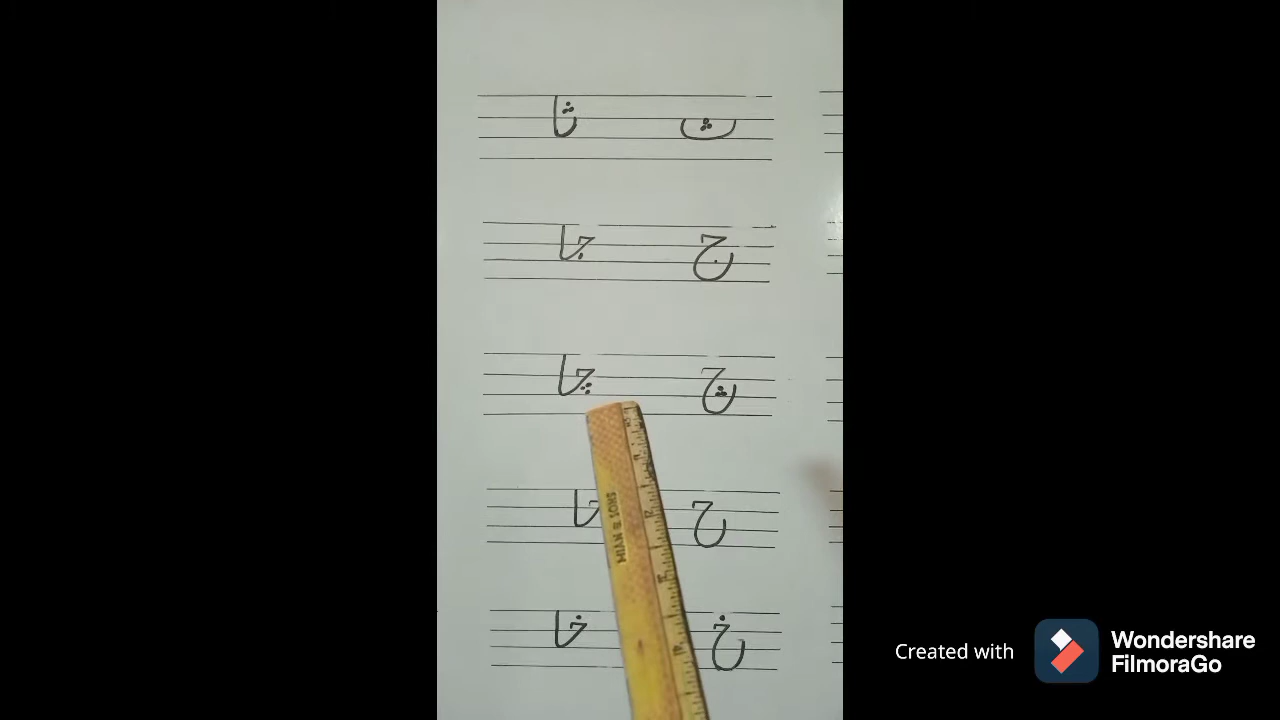 ث ثا
ج جا
چ چا
ح حا
خ خا
MIAN & SONS
Created with Wondershare FilmoraGo